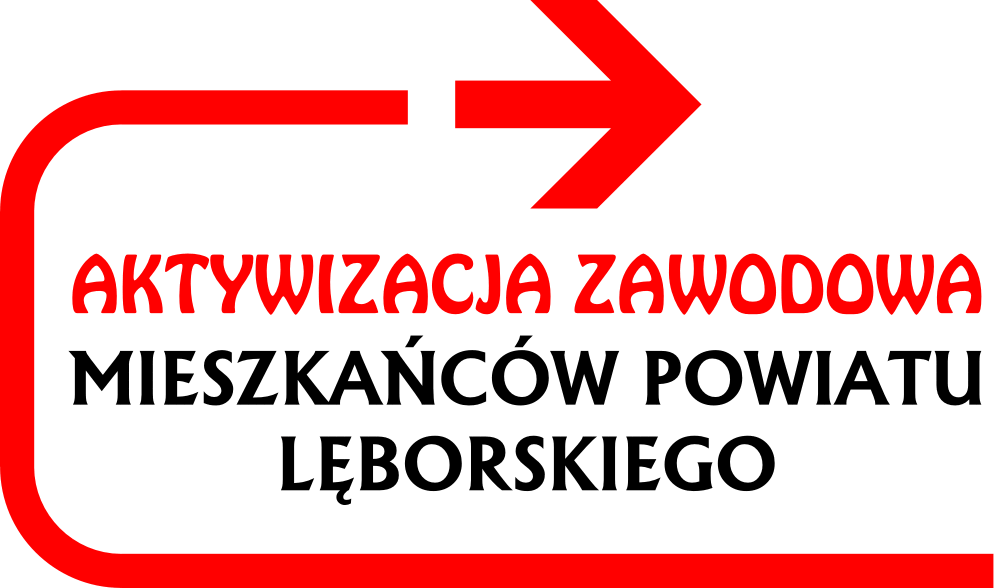 AKTYWIZACJA ZAWODOWA
MIESZKAŃCÓW POWIATU
LĘBORSKIEGO